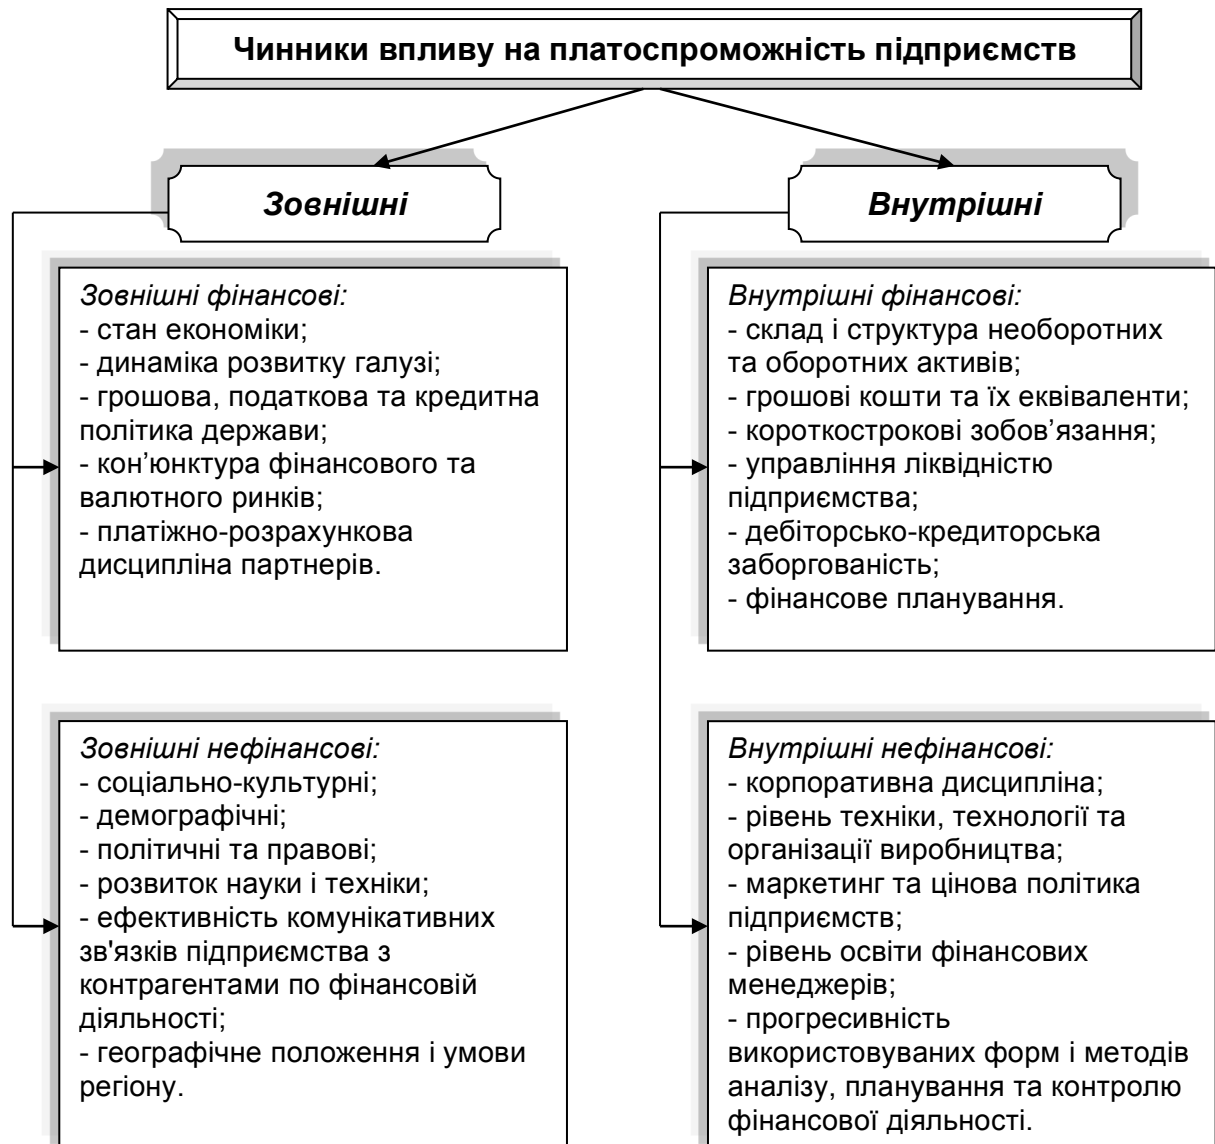 Чинники впливу на платоспроможність підприємств
Зовнішні
Зовнішні фінансові:
- стан економіки;
- динаміка розвитку галузі;
- грошова, податкова та кредитна
політика держави;
- кон’юнктура фінансового та
валютного ринків;
- платіжно-розрахункова
дисципліна партнерів.
Зовнішні нефінансові:
- соціально-культурні;
- демографічні;
- політичні та правові;
- розвиток науки і техніки;
- ефективність комунікативних
зв'язків підприємства з
контрагентами по фінансовій
діяльності;
- географічне положення і умови
регіону.
Внутрішні
Внутрішні фінансові:
- склад і структура необоротних
та оборотних активів;
- грошові кошти та їх еквіваленти;
- короткострокові зобов’язання;
- управління ліквідністю
підприємства;
- дебіторсько-кредиторська
заборгованість;
- фінансове планування.
Внутрішні нефінансові:
- корпоративна дисципліна;
- рівень техніки, технології та
організації виробництва;
- маркетинг та цінова політика
підприємств;
- рівень освіти фінансових
менеджерів;
- прогресивність
використовуваних форм і методів
аналізу, планування та контролю
фінансової діяльності.